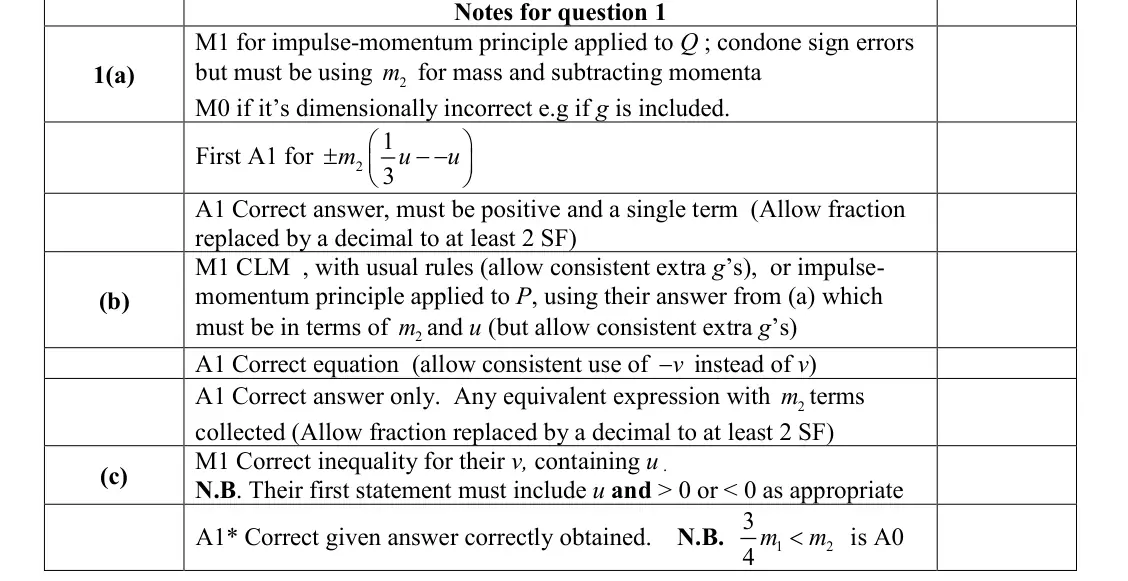 Notes for question 1
1(a)
M1 for impulse-momentum principle applied to Q ; condone sign errors
but must be using m₂ for mass and subtracting momenta
M0 if it’s dimensionally incorrect e.g if g is included.
First A1 for ±m₂(1/3 u − −u)
A1 Correct answer, must be positive and a single term (Allow fraction
replaced by a decimal to at least 2 SF)
(b)
M1 CLM , with usual rules (allow consistent extra g’s), or impulse-
momentum principle applied to P, using their answer from (a) which
must be in terms of m₂ and u (but allow consistent extra g’s)
A1 Correct equation (allow consistent use of −v instead of v)
A1 Correct answer only. Any equivalent expression with m₂ terms
collected (Allow fraction replaced by a decimal to at least 2 SF)
(c)
M1 Correct inequality for their v, containing u .
N.B. Their first statement must include u and > 0 or < 0 as appropriate
A1* Correct given answer correctly obtained. N.B. 3/4 m₁ < m₂ is A0